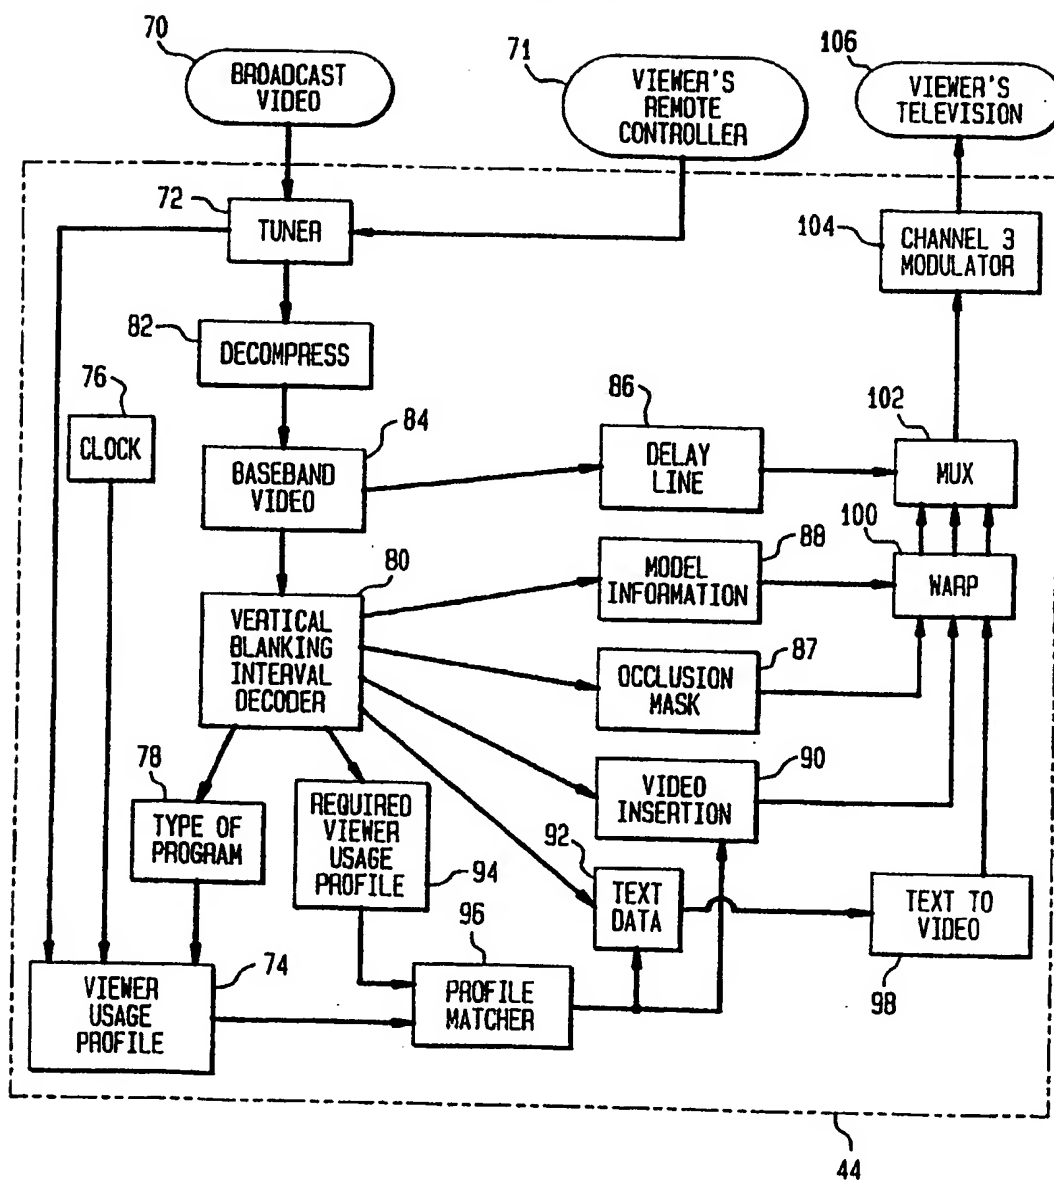 70
BROADCAST
VIDEO
71
VIEWER'S
REMOTE
CONTROLLER
106
VIEWER'S
TELEVISION
72
TUNER
104
CHANNEL 3
MODULATOR
82
DECOMPRESS
76
CLOCK
84
BASEBAND
VIDEO
86
DELAY
LINE
102
MUX
80
VERTICAL
BLANKING
INTERVAL
DECODER
88
MODEL
INFORMATION
100
WARP
87
OCCLUSION
MASK
78
TYPE OF
PROGRAM
REQUIRED
VIEWER
USAGE
PROFILE
94
90
VIDEO
INSERTION
92
TEXT
DATA
TEXT TO
VIDEO
98
74
VIEWER
USAGE
PROFILE
96
PROFILE
MATCHER
44